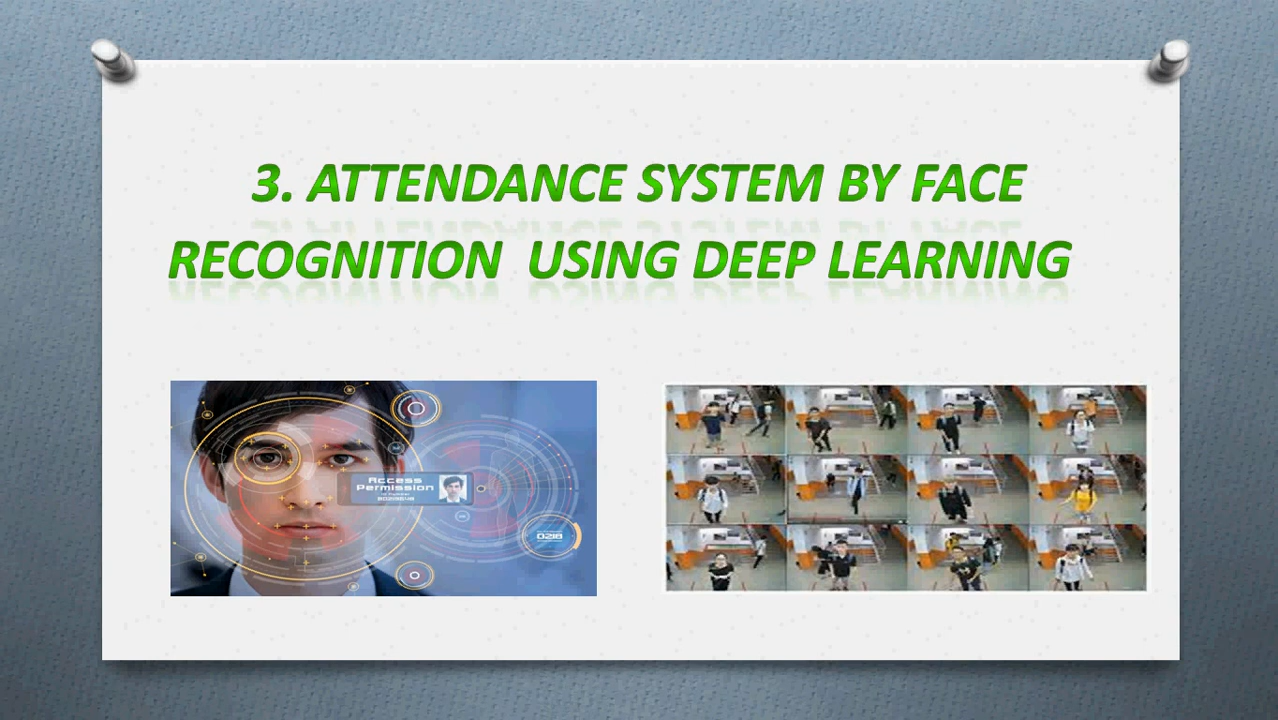 3. ATTENDANCE SYSTEM BY FACE
RECOGNITION USING DEEP LEARNING
Access
Permission
0218